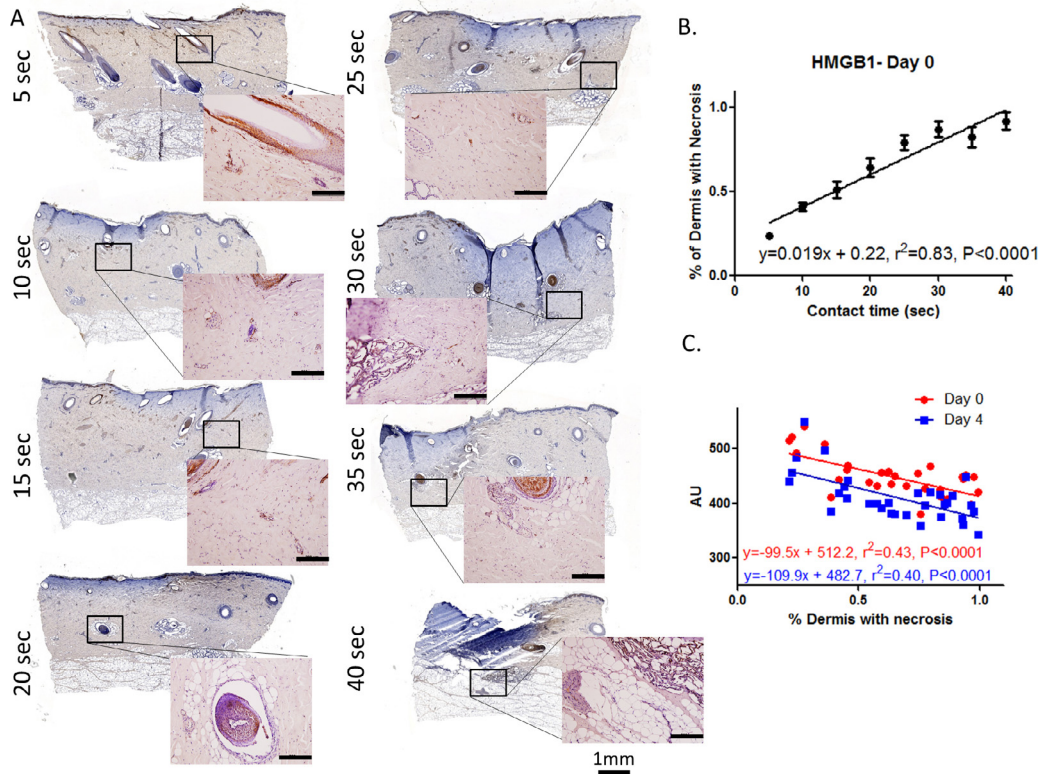 A
5 sec
25 sec
10 sec
30 sec
15 sec
35 sec
20 sec
40 sec
1mm
B.
HMGB1- Day 0
% of Dermis with Necrosis
1.0
0.5
0.0
y=0.019x + 0.22, r²=0.83, P<0.0001
0 10 20 30 40
Contact time (sec)
C.
Day 0
Day 4
AU
500
400
300
y=-99.5x + 512.2, r²=0.43, P<0.0001
y=-109.9x + 482.7, r²=0.40, P<0.0001
0.0 0.5 1.0
% Dermis with necrosis